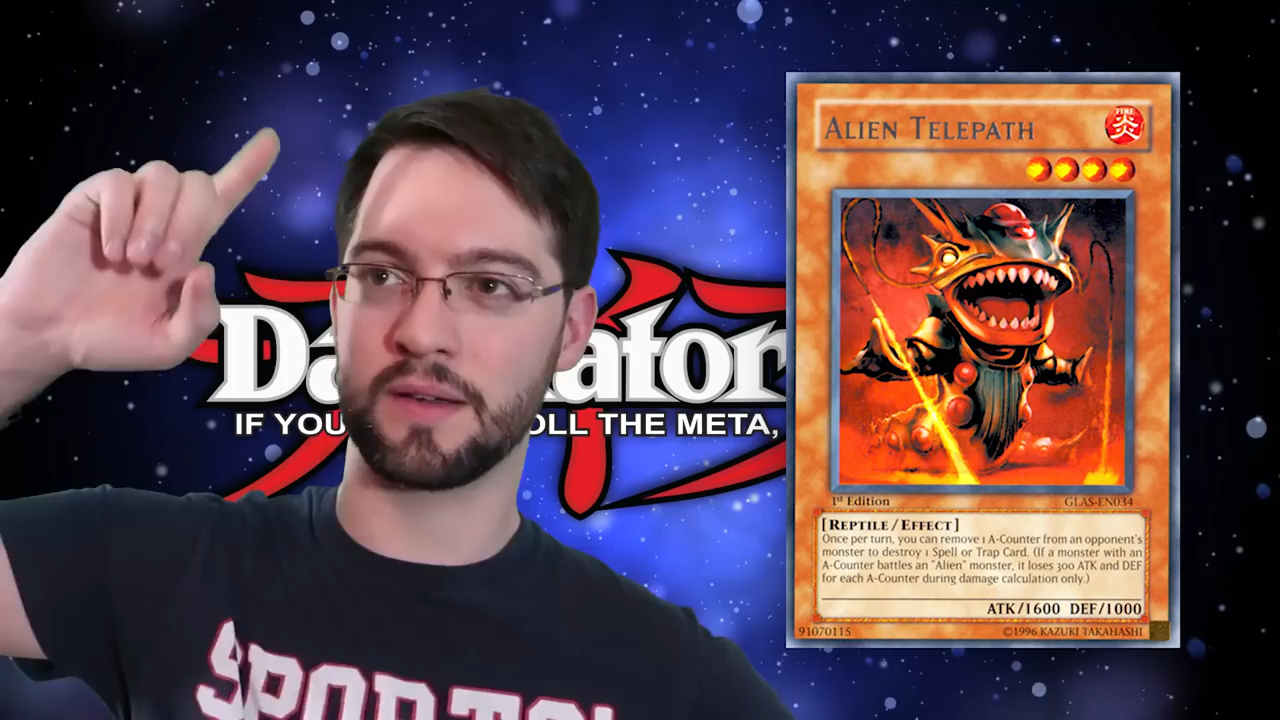 IF YOU
OLL THE META,
SPORTS!
ALIEN TELEPATH
FIRE
炎
1st Edition
GLAS-EN034
[REPTILE/EFFECT]
Once per turn, you can remove 1 A-Counter from an opponent's
monster to destroy 1 Spell or Trap Card. (If a monster with an
A-Counter battles an "Alien" monster, it loses 300 ATK and DEF
for each A-Counter during damage calculation only.)
ATK/1600 DEF/1000
91070115
©1996 KAZUKI TAKAHASHI